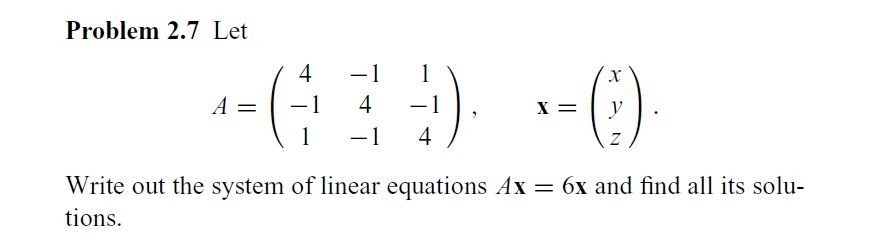 Problem 2.7 Let
A = ( 4 −1 1
−1 4 −1
1 −1 4 ) , x = ( x
y
z ) .
Write out the system of linear equations Ax = 6x and find all its solu-
tions.